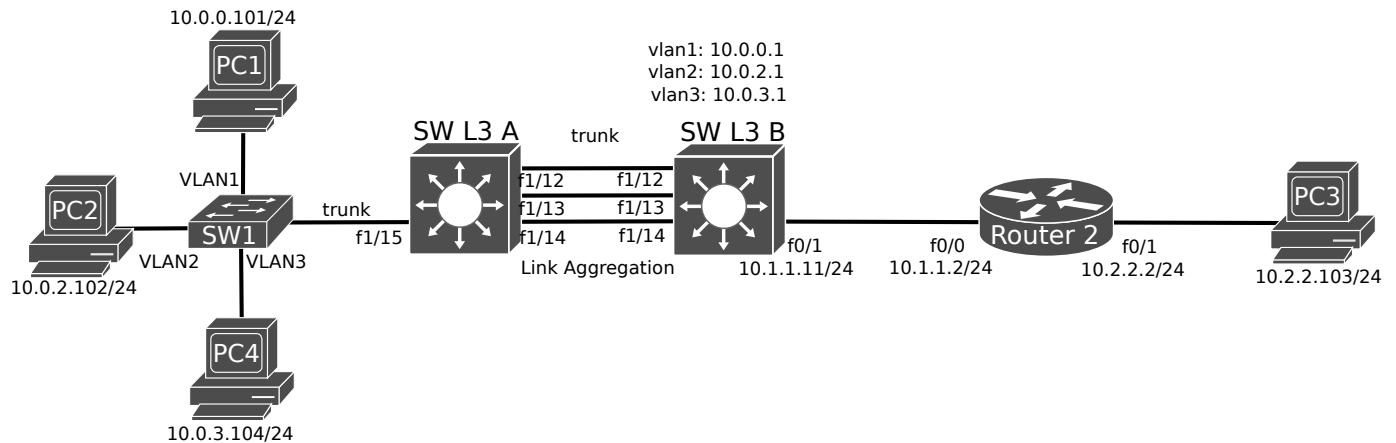 10.0.0.101/24
PC1
VLAN1
PC2
10.0.2.102/24
VLAN2
SW1
VLAN3
PC4
10.0.3.104/24
trunk
f1/15
SW L3 A
trunk
f1/12
f1/12
f1/13
f1/13
f1/14
f1/14
Link Aggregation
vlan1: 10.0.0.1
vlan2: 10.0.2.1
vlan3: 10.0.3.1
SW L3 B
f0/1
10.1.1.11/24
f0/0
10.1.1.2/24
Router 2
f0/1
10.2.2.2/24
PC3
10.2.2.103/24